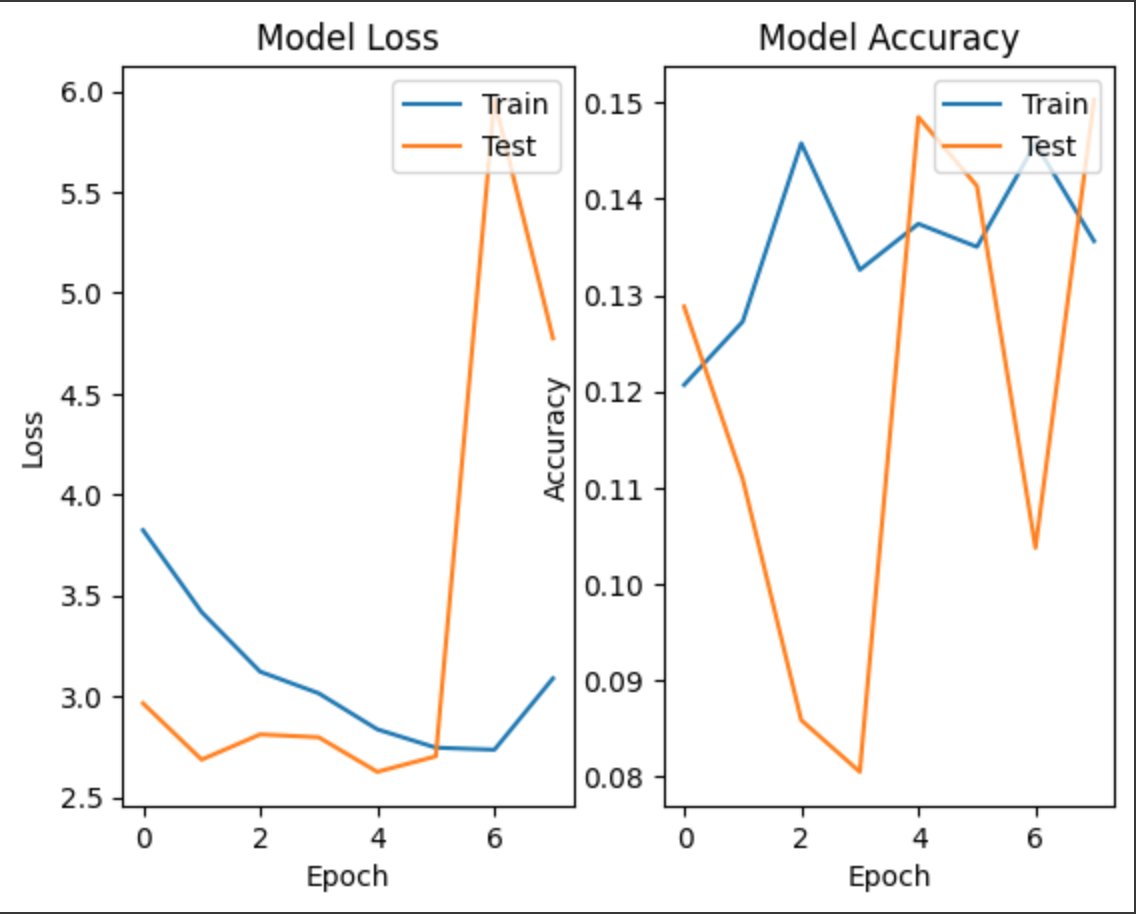 Model Loss
6.0
5.5
5.0
4.5
4.0
3.5
3.0
2.5
Loss
Train
Test
0 2 4 6
Epoch
Model Accuracy
0.15
0.14
0.13
0.12
0.11
0.10
0.09
0.08
Accuracy
Train
Test
0 2 4 6
Epoch